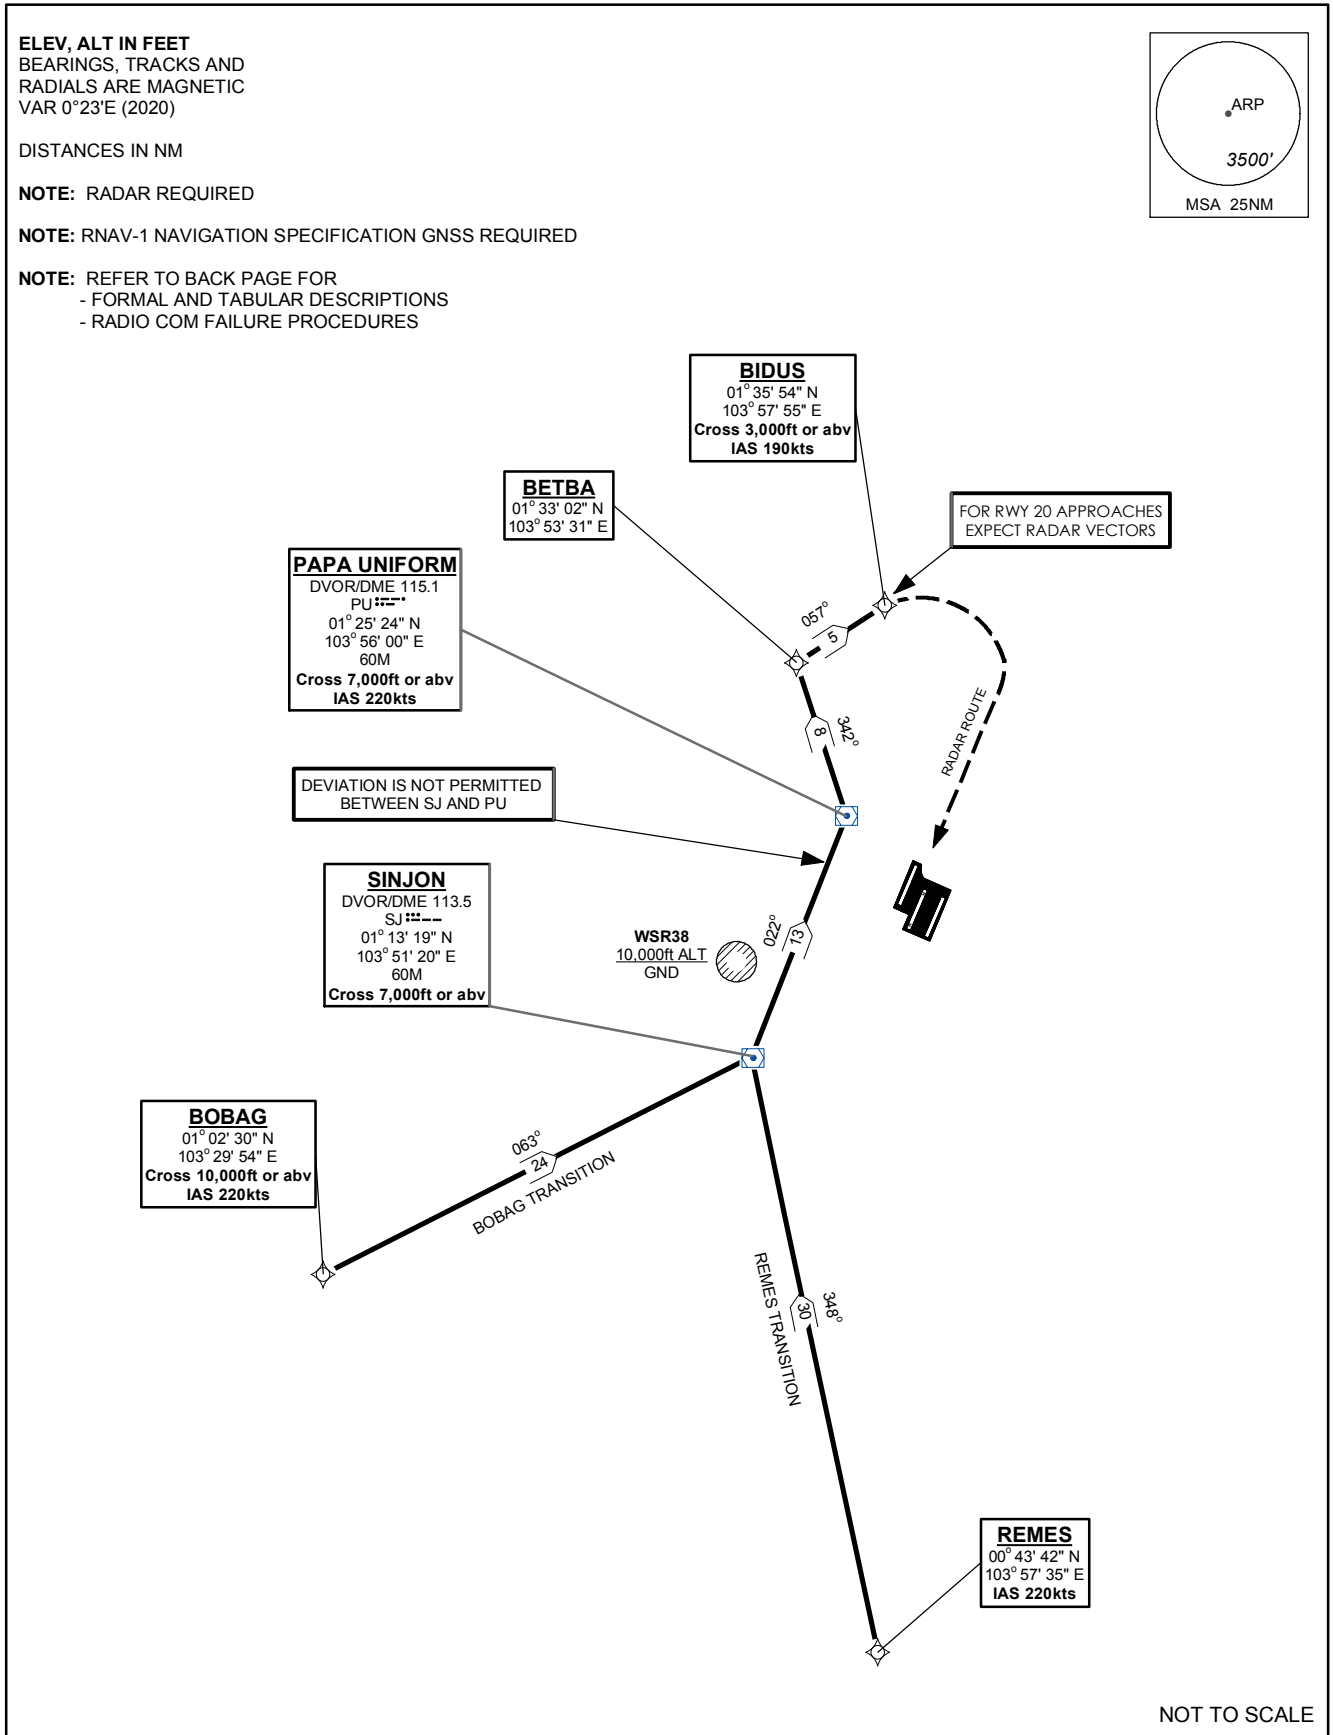 ELEV, ALT IN FEET
BEARINGS, TRACKS AND
RADIALS ARE MAGNETIC
VAR 0°23'E (2020)
DISTANCES IN NM
NOTE: RADAR REQUIRED
NOTE: RNAV-1 NAVIGATION SPECIFICATION GNSS REQUIRED
NOTE: REFER TO BACK PAGE FOR
- FORMAL AND TABULAR DESCRIPTIONS
- RADIO COM FAILURE PROCEDURES
ARP
3500'
MSA 25NM
BIDUS
01° 35' 54" N
103° 57' 55" E
Cross 3,000ft or abv
IAS 190kts
BETBA
01° 33' 02" N
103° 53' 31" E
FOR RWY 20 APPROACHES
EXPECT RADAR VECTORS
PAPA UNIFORM
DVOR/DME 115.1
PU
01° 25' 24" N
103° 56' 00" E
60M
Cross 7,000ft or abv
IAS 220kts
057°
5
RADAR ROUTE
342°
8
DEVIATION IS NOT PERMITTED
BETWEEN SJ AND PU
SINJON
DVOR/DME 113.5
SJ
01° 13' 19" N
103° 51' 20" E
60M
Cross 7,000ft or abv
WSR38
10,000ft ALT
GND
022°
13
BOBAG
01° 02' 30" N
103° 29' 54" E
Cross 10,000ft or abv
IAS 220kts
063°
24
BOBAG TRANSITION
REMES TRANSITION
30
348°
REMES
00° 43' 42" N
103° 57' 35" E
IAS 220kts
NOT TO SCALE